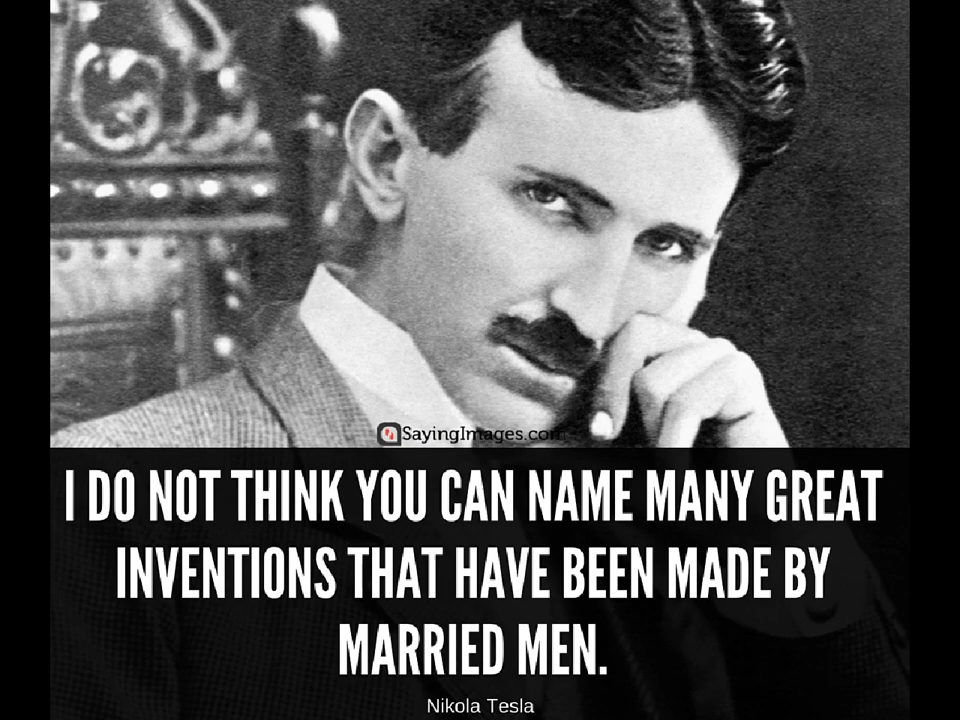 SayingImages.com
I DO NOT THINK YOU CAN NAME MANY GREAT
INVENTIONS THAT HAVE BEEN MADE BY
MARRIED MEN.
Nikola Tesla